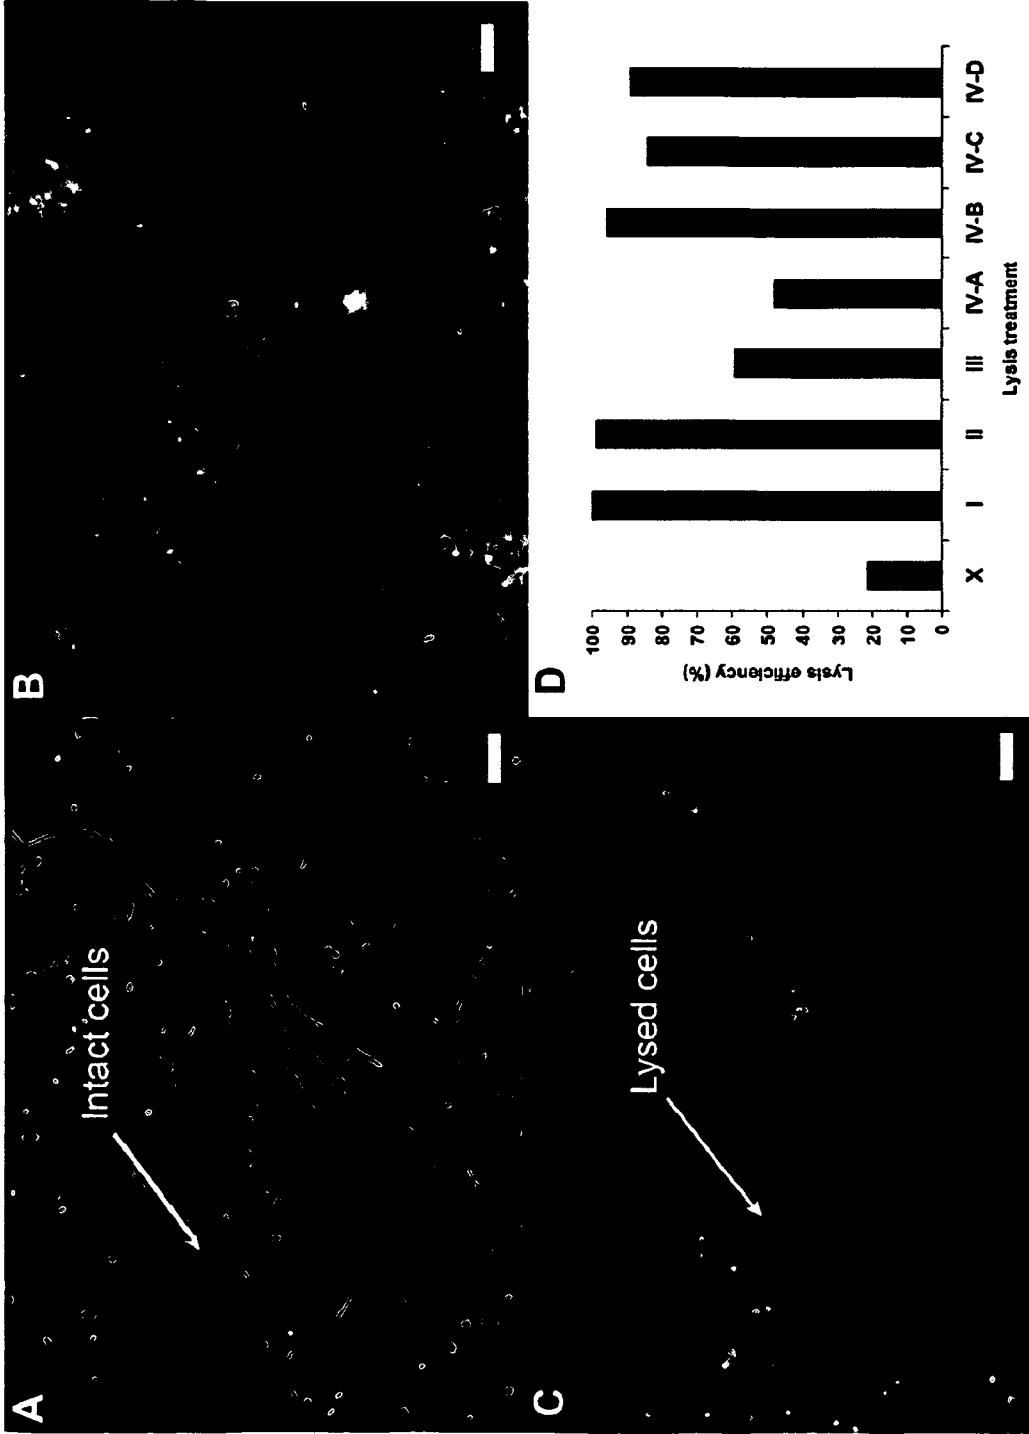 A
Intact cells
B
C
Lysed cells
D
100
90
80
70
60
50
40
30
20
10
0
Lysis efficiency (%)
X I II III IV-A IV-B IV-C IV-D
Lysis treatment